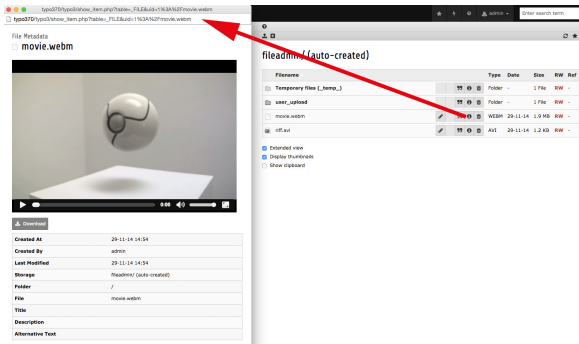 typo370/typo3/show_item.php?table=_FILE&uid=1%3A%2Fmovie.webm
typo370/typo3/show_item.php?table=_FILE&uid=1%3A%2Fmovie.webm
File Metadata
movie.webm
0:00
Download
Created At 29-11-14 14:54
Created By admin
Last Modified 29-11-14 14:54
Storage fileadmin/ (auto-created)
Folder /
File movie.webm
Title
Description
Alternative Text
admin
Enter search term
fileadmin/ (auto-created)
Filename Type Date Size RW Ref
Temporary files (_temp_) Folder - 1 File RW -
user_upload Folder - 1 File RW -
movie.webm WEBM 29-11-14 1.9 MB RW -
riff.avi AVI 29-11-14 1.2 KB RW -
Extended view
Display thumbnails
Show clipboard